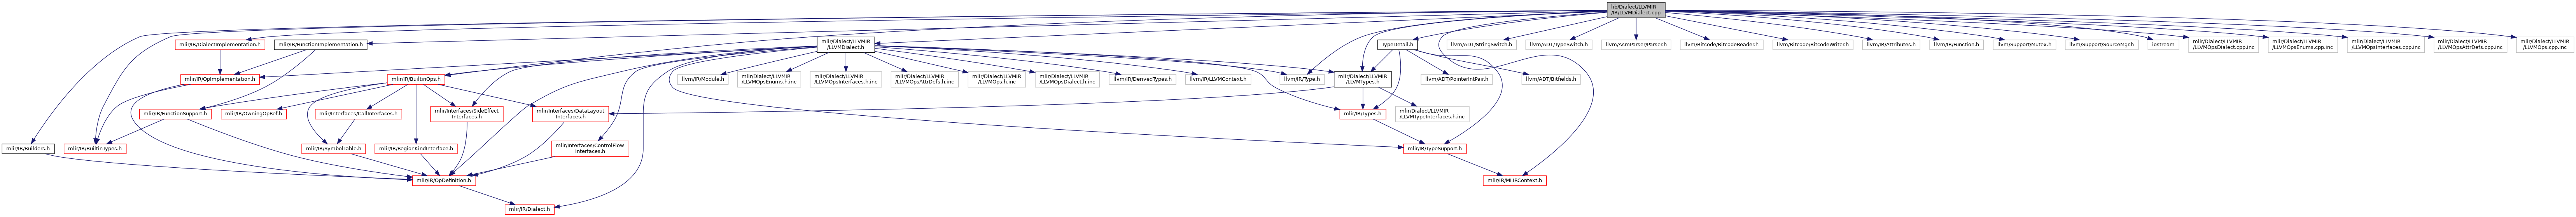 lib/Dialect/LLVMIR
/IR/LLVMDialect.cpp
mlir/IR/DialectImplementation.h
mlir/IR/FunctionImplementation.h
mlir/Dialect/LLVMIR
/LLVMDialect.h
TypeDetail.h
llvm/ADT/StringSwitch.h
llvm/ADT/TypeSwitch.h
llvm/AsmParser/Parser.h
llvm/Bitcode/BitcodeReader.h
llvm/Bitcode/BitcodeWriter.h
llvm/IR/Attributes.h
llvm/IR/Function.h
llvm/Support/Mutex.h
llvm/Support/SourceMgr.h
iostream
mlir/Dialect/LLVMIR
/LLVMOpsDialect.cpp.inc
mlir/Dialect/LLVMIR
/LLVMOpsEnums.cpp.inc
mlir/Dialect/LLVMIR
/LLVMOpsInterfaces.cpp.inc
mlir/Dialect/LLVMIR
/LLVMOpsAttrDefs.cpp.inc
mlir/Dialect/LLVMIR
/LLVMOps.cpp.inc
mlir/IR/OpImplementation.h
mlir/IR/BuiltinOps.h
llvm/IR/Module.h
mlir/Dialect/LLVMIR
/LLVMOpsEnums.h.inc
mlir/Dialect/LLVMIR
/LLVMOpsInterfaces.h.inc
mlir/Dialect/LLVMIR
/LLVMOpsAttrDefs.h.inc
mlir/Dialect/LLVMIR
/LLVMOps.h.inc
mlir/Dialect/LLVMIR
/LLVMOpsDialect.h.inc
llvm/IR/DerivedTypes.h
llvm/IR/LLVMContext.h
llvm/IR/Type.h
mlir/Dialect/LLVMIR
/LLVMTypes.h
llvm/ADT/PointerIntPair.h
llvm/ADT/Bitfields.h
mlir/IR/FunctionSupport.h
mlir/IR/OwningOpRef.h
mlir/Interfaces/CallInterfaces.h
mlir/Interfaces/SideEffect
Interfaces.h
mlir/Interfaces/DataLayout
Interfaces.h
mlir/IR/Types.h
mlir/Dialect/LLVMIR
/LLVMTypeInterfaces.h.inc
mlir/IR/Builders.h
mlir/IR/BuiltinTypes.h
mlir/IR/SymbolTable.h
mlir/IR/RegionKindInterface.h
mlir/Interfaces/ControlFlow
Interfaces.h
mlir/IR/TypeSupport.h
mlir/IR/OpDefinition.h
mlir/IR/MLIRContext.h
mlir/IR/Dialect.h